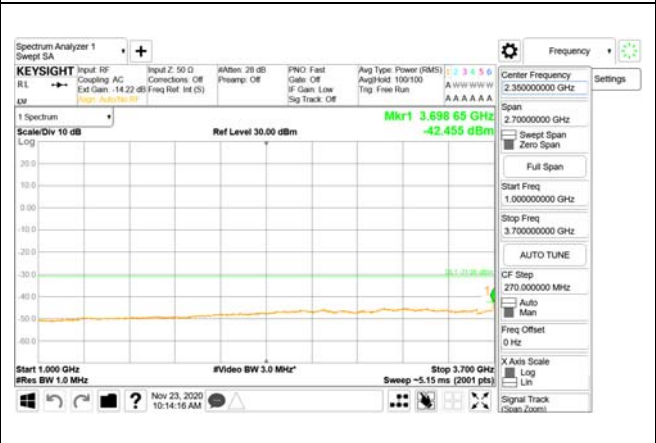 Spectrum Analyzer 1
Swept SA
+
Frequency
KEYSIGHT
RL
LXI
Input: RF
Coupling: AC
Ext Gain: -14.22 dB
Align: Auto/No RF
Input Z: 50 Ω
Corrections: Off
Freq Ref: Int (S)
#Atten: 28 dB
Preamp: Off
PNO: Fast
Gate: Off
IF Gain: Low
Sig Track: Off
Avg Type: Power (RMS)
Avg|Hold: 100/100
Trig: Free Run
1 2 3 4 5 6
A W W W W W
A A A A A A
Center Frequency
2.350000000 GHz
Settings
1 Spectrum
Scale/Div 10 dB
Log
Ref Level 30.00 dBm
Mkr1 3.698 65 GHz
-42.455 dBm
20.0
10.0
0.00
-10.0
-20.0
-30.0
-40.0
-50.0
-60.0
1
Start 1.000 GHz
#Res BW 1.0 MHz
#Video BW 3.0 MHz*
Stop 3.700 GHz
Sweep ~5.15 ms (2001 pts)
Span
2.70000000 GHz
Swept Span
Zero Span
Full Span
Start Freq
1.000000000 GHz
Stop Freq
3.700000000 GHz
AUTO TUNE
CF Step
270.000000 MHz
Auto
Man
Freq Offset
0 Hz
X Axis Scale
Log
Lin
Signal Track
(Span Zoom)
?
Nov 23, 2020
10:14:16 AM